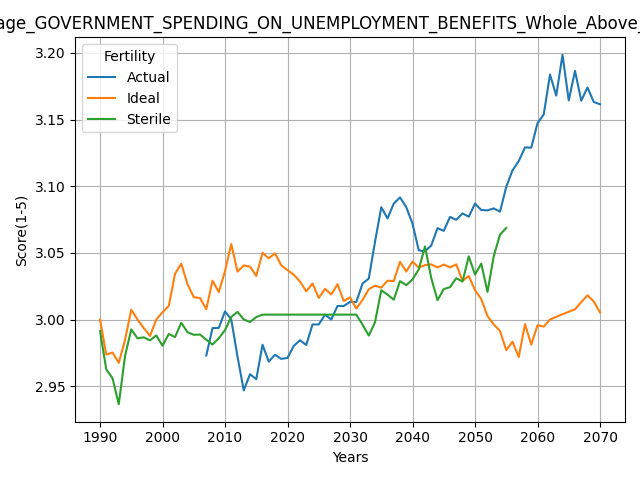 age_GOVERNMENT_SPENDING_ON_UNEMPLOYMENT_BENEFITS_Whole_Above_
Fertility
Actual
Ideal
Sterile
3.20
3.15
3.10
3.05
3.00
2.95
Score(1-5)
1990 2000 2010 2020 2030 2040 2050 2060 2070
Years